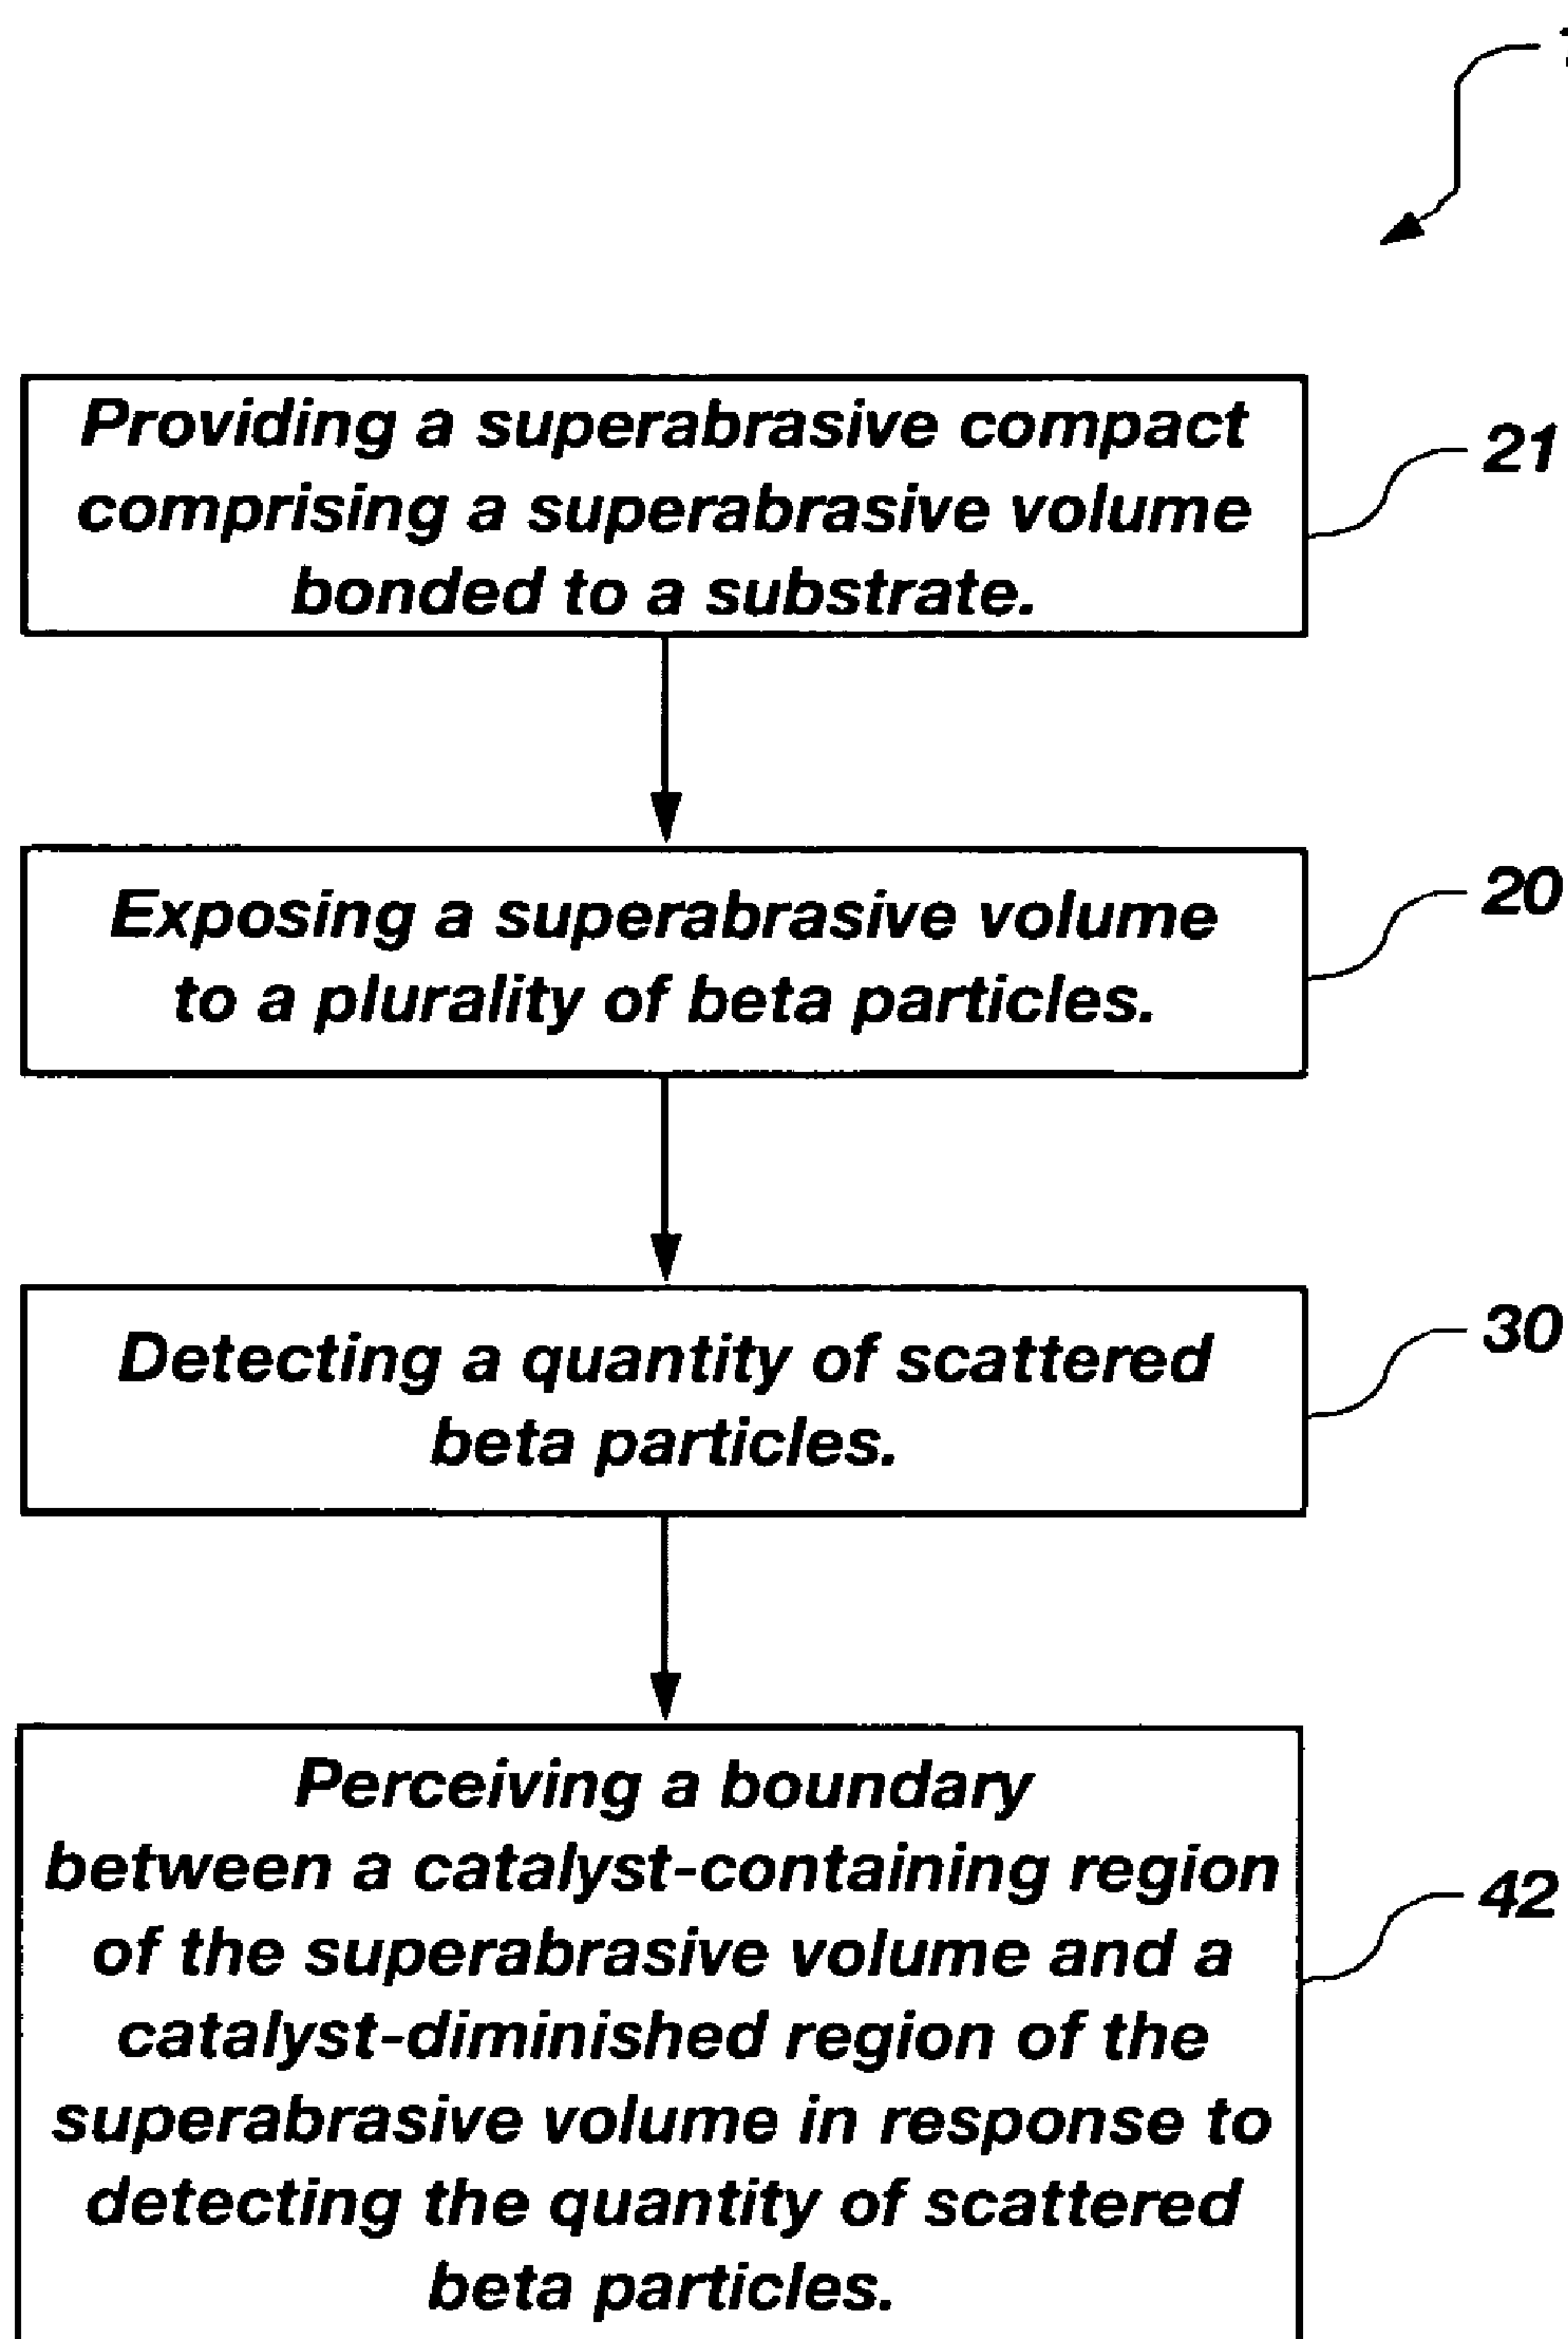 Providing a superabrasive compact
comprising a superabrasive volume
bonded to a substrate.
21
Exposing a superabrasive volume
to a plurality of beta particles.
20
Detecting a quantity of scattered
beta particles.
30
Perceiving a boundary
between a catalyst-containing region
of the superabrasive volume and a
catalyst-diminished region of the
superabrasive volume in response to
detecting the quantity of scattered
beta particles.
42